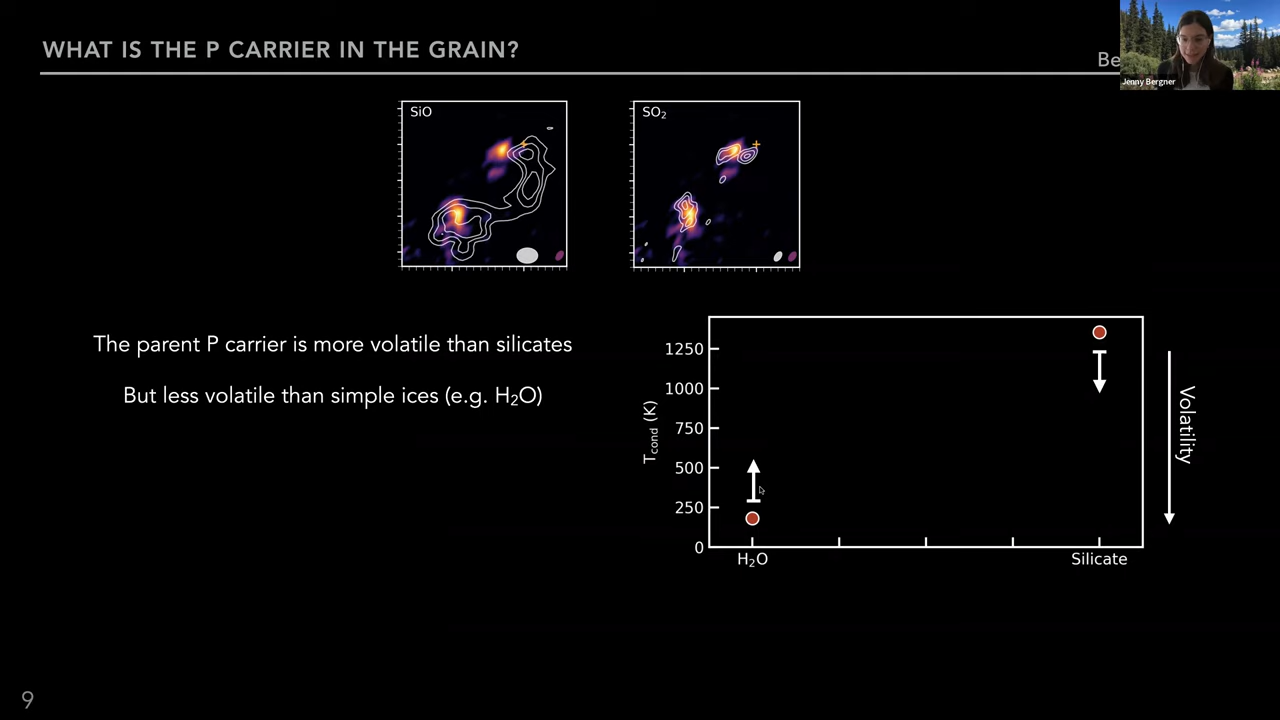 WHAT IS THE P CARRIER IN THE GRAIN?
Be
Jenny Bergner
SiO
SO₂
The parent P carrier is more volatile than silicates
But less volatile than simple ices (e.g. H₂O)
T_cond (K)
1250
1000
750
500
250
0
H₂O
Silicate
Volatility
9